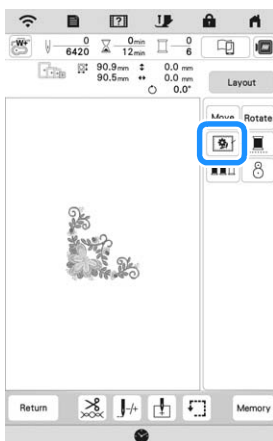 W+ 0 0min 0
6420 12min 6
90.9mm 0.0 mm
90.5mm 0.0 mm
0.0°
Layout
Move Rotate
Return Memory